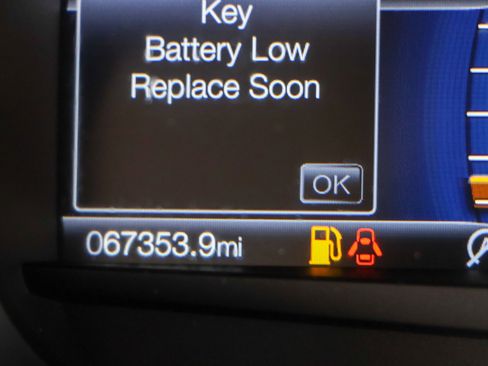 Key
Battery Low
Replace Soon
OK
067353.9mi